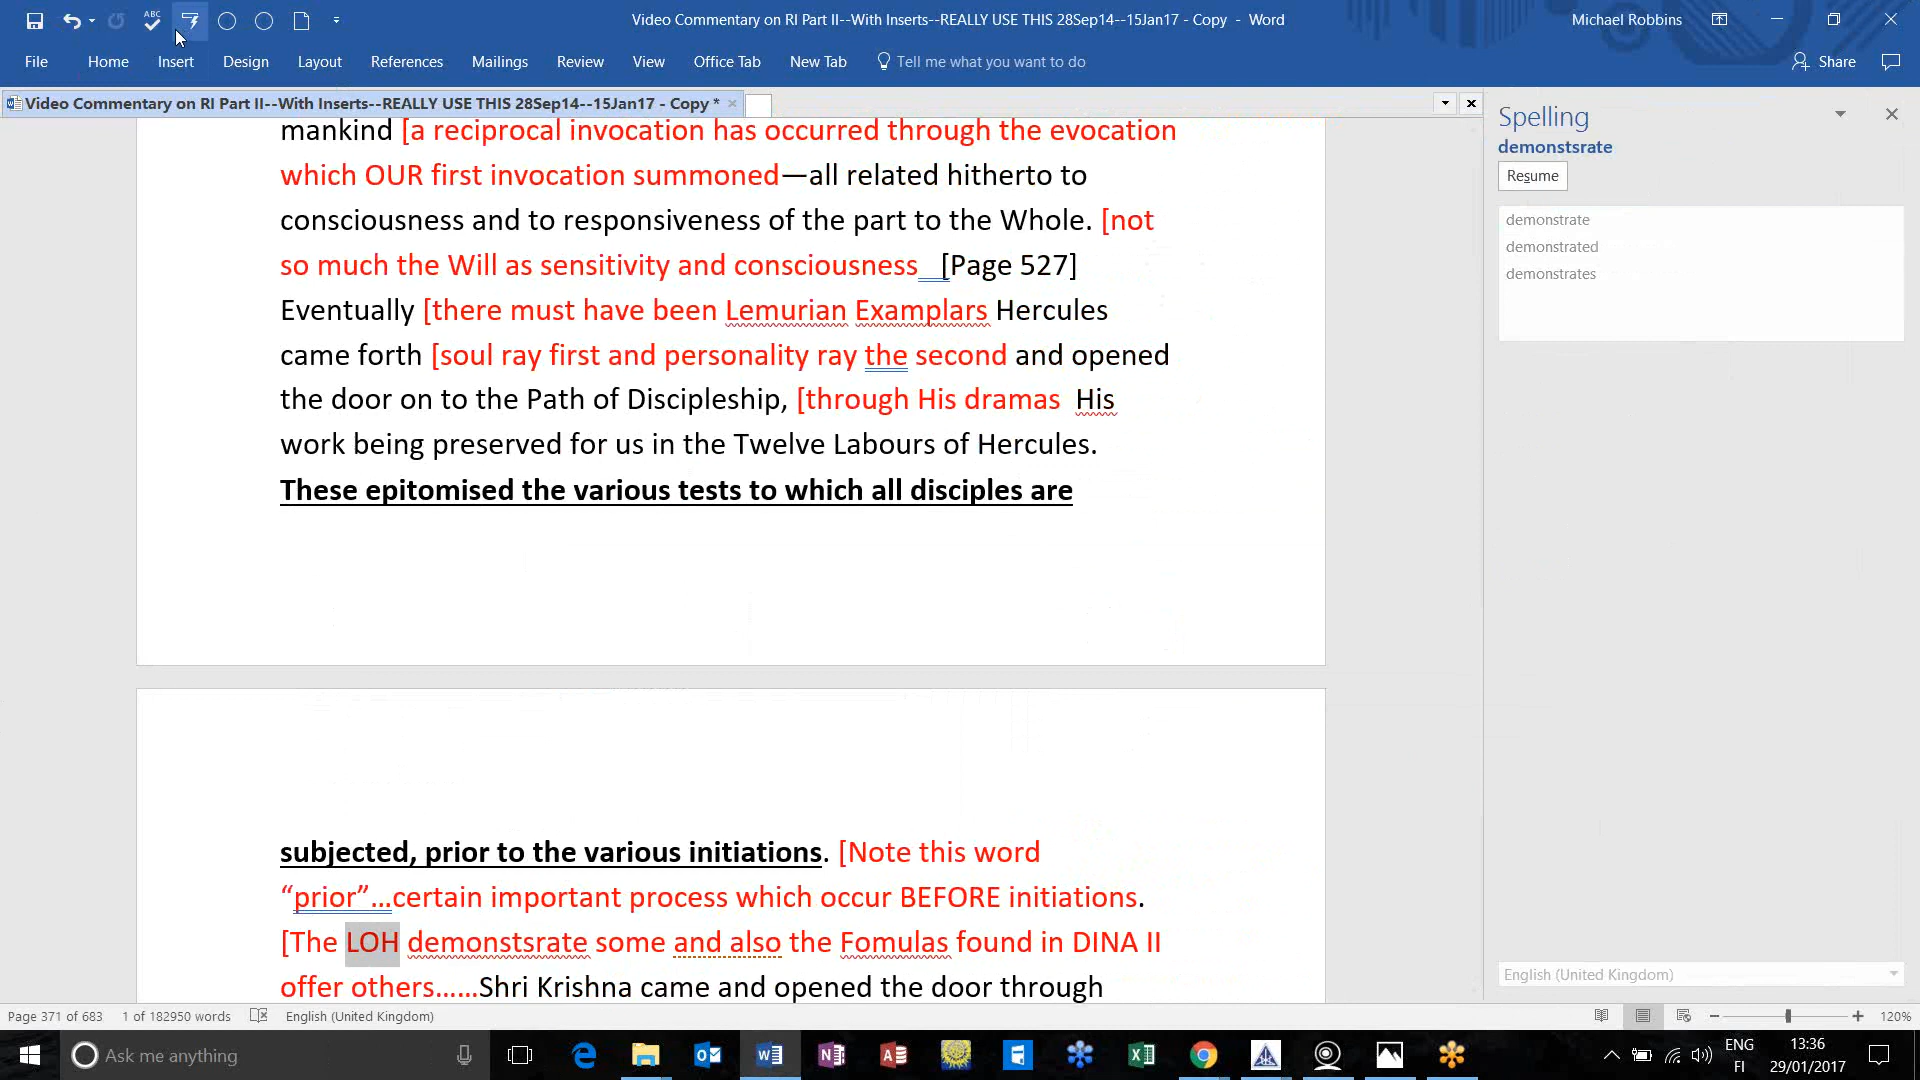 ABC
Video Commentary on RI Part II--With Inserts--REALLY USE THIS 28Sep14--15Jan17 - Copy - Word
Michael Robbins
File Home Insert Design Layout References Mailings Review View Office Tab New Tab Tell me what you want to do
Share
Video Commentary on RI Part II--With Inserts--REALLY USE THIS 28Sep14--15Jan17 - Copy *
mankind [a reciprocal invocation has occurred through the evocation
which OUR first invocation summoned—all related hitherto to
consciousness and to responsiveness of the part to the Whole. [not
so much the Will as sensitivity and consciousness [Page 527]
Eventually [there must have been Lemurian Examplars Hercules
came forth [soul ray first and personality ray the second and opened
the door on to the Path of Discipleship, [through His dramas His
work being preserved for us in the Twelve Labours of Hercules.
These epitomised the various tests to which all disciples are
subjected, prior to the various initiations. [Note this word
“prior”…certain important process which occur BEFORE initiations.
[The LOH demonstsrate some and also the Fomulas found in DINA II
offer others……Shri Krishna came and opened the door through
Spelling
demonstsrate
Resume
demonstrate
demonstrated
demonstrates
English (United Kingdom)
Page 371 of 683 1 of 182950 words English (United Kingdom)
120%
Ask me anything
ENG
FI
13:36
29/01/2017